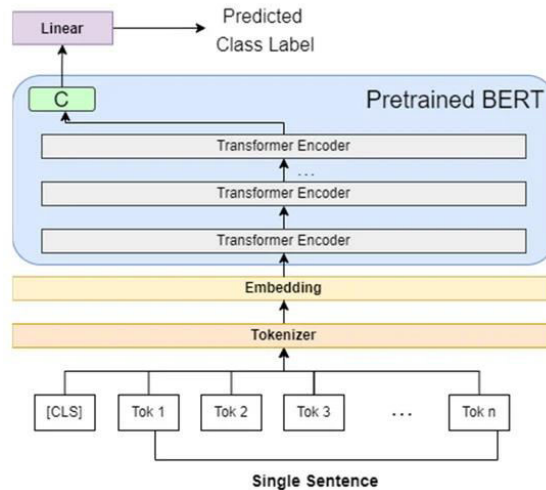 Linear
Predicted
Class Label
C
Pretrained BERT
Transformer Encoder
...
Transformer Encoder
Transformer Encoder
Embedding
Tokenizer
[CLS] Tok 1 Tok 2 Tok 3 ... Tok n
Single Sentence